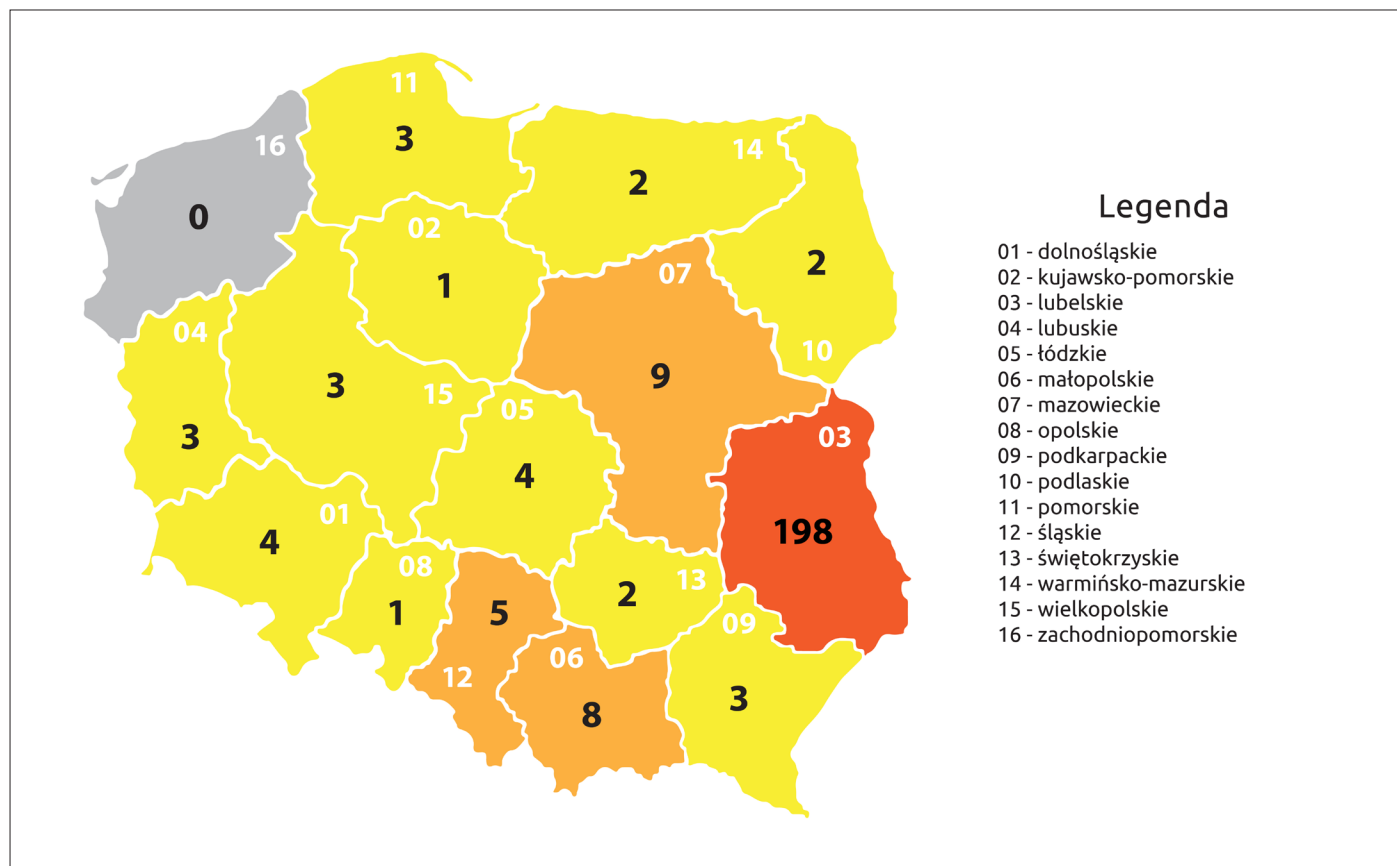 11
3
16
14
2
0
02
07
2
1
04
10
9
3
15
05
03
3
4
01
198
4
08
13
5
2
1
09
06
12
3
8
Legenda
01 - dolnośląskie
02 - kujawsko-pomorskie
03 - lubelskie
04 - lubuskie
05 - łódzkie
06 - małopolskie
07 - mazowieckie
08 - opolskie
09 - podkarpackie
10 - podlaskie
11 - pomorskie
12 - śląskie
13 - świętokrzyskie
14 - warmińsko-mazurskie
15 - wielkopolskie
16 - zachodniopomorskie